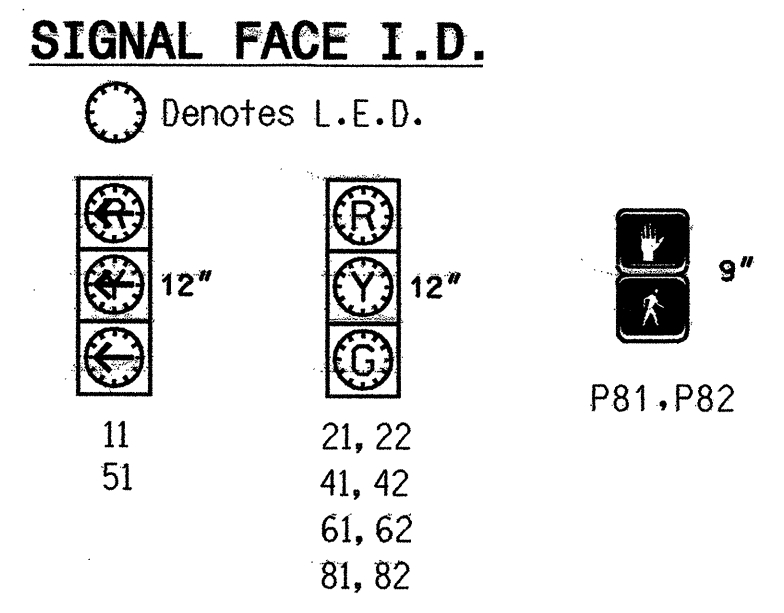 SIGNAL FACE I.D.
Denotes L.E.D.
R
Y
12"
11
51
R
Y
G
12"
21, 22
41, 42
61, 62
81, 82
9"
P81,P82